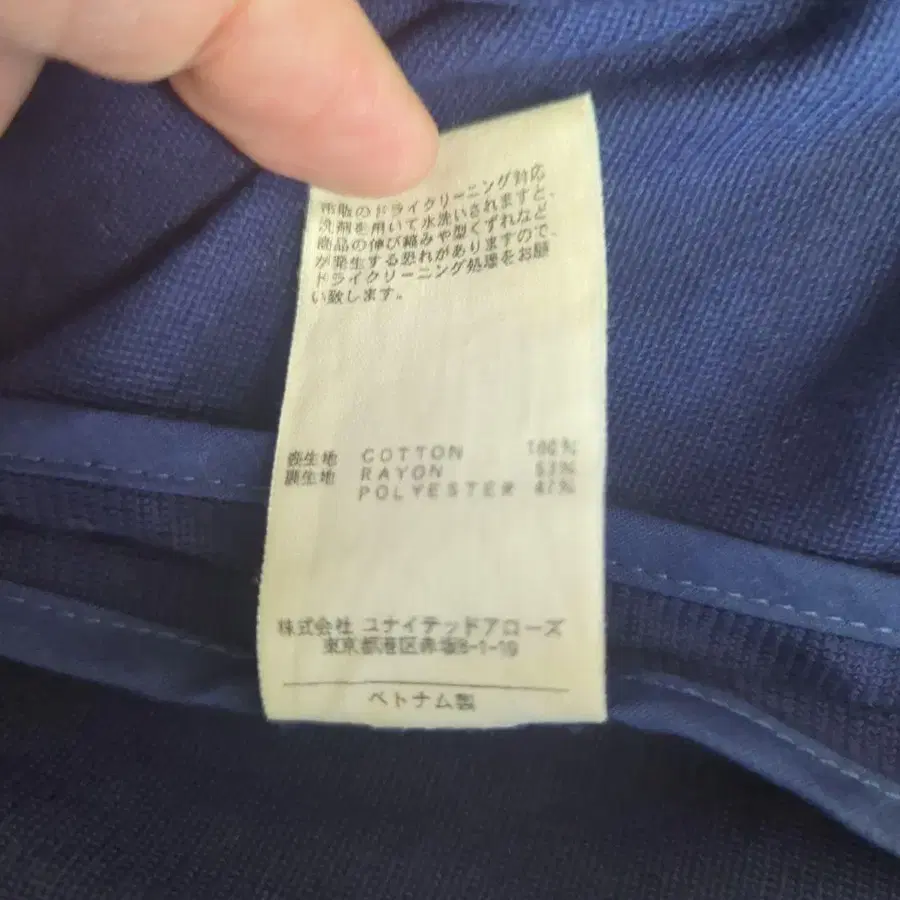 市販のドライクリーニング対応
洗剤を用いて水洗いされますと、
商品の伸び縮みや型くずれなど
が発生する恐れがありますので、
ドライクリーニング処理をお願
い致します。
表生地 COTTON 100%
裏生地 RAYON 53%
POLYESTER 47%
株式会社 ユナイテッドアローズ
東京都港区赤坂8-1-19
ベトナム製